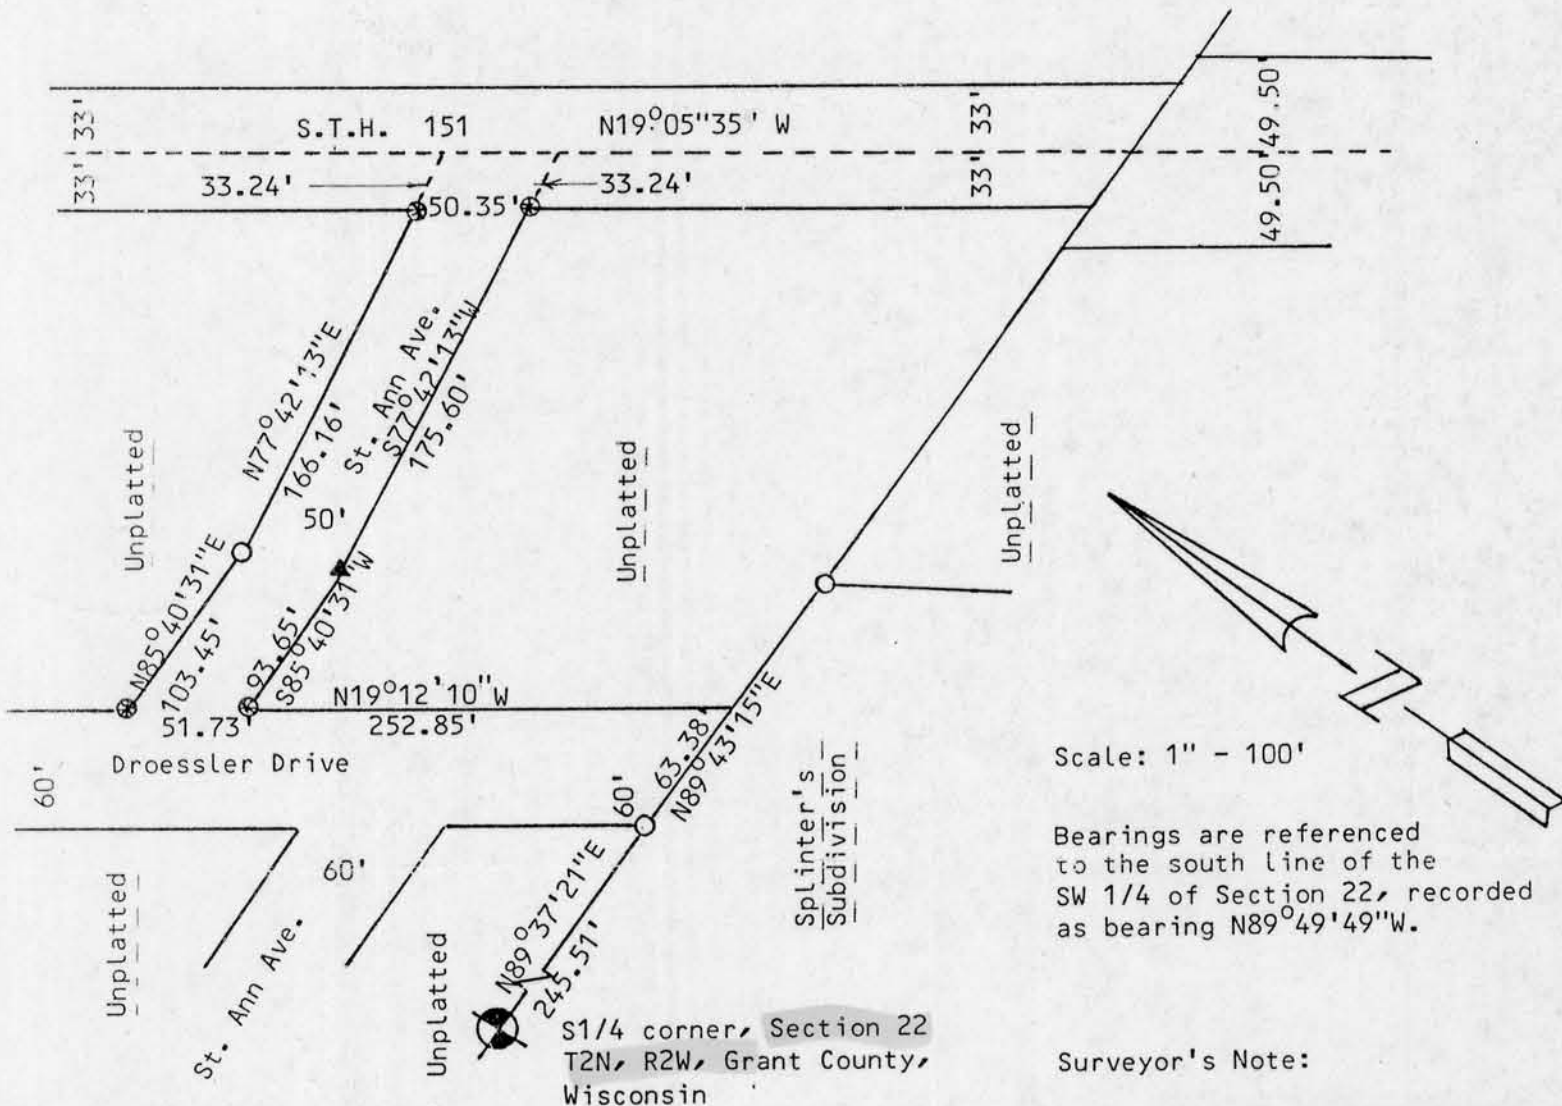 S.T.H. 151
N19°05"35' W
33'
33'
33'
33'
49.50'
49.50'
33.24'
50.35'
33.24'
N77°42'13"E
166.16'
St. Ann Ave.
S77°42'13"W
175.60'
50'
Unplatted
Unplatted
Unplatted
N85°40'31"E
103.45'
93.65'
S85°40'31"W
51.73'
N19°12'10"W
252.85'
Droessler Drive
60'
60'
63.38'
N89°43'15"E
60'
N89°37'21"E
245.51'
Unplatted
St. Ann Ave.
Unplatted
Splinter's
Subdivision
S1/4 corner, Section 22
T2N, R2W, Grant County,
Wisconsin
N
Scale: 1" - 100'
Bearings are referenced
to the south line of the
SW 1/4 of Section 22, recorded
as bearing N89°49'49"W.
Surveyor's Note: